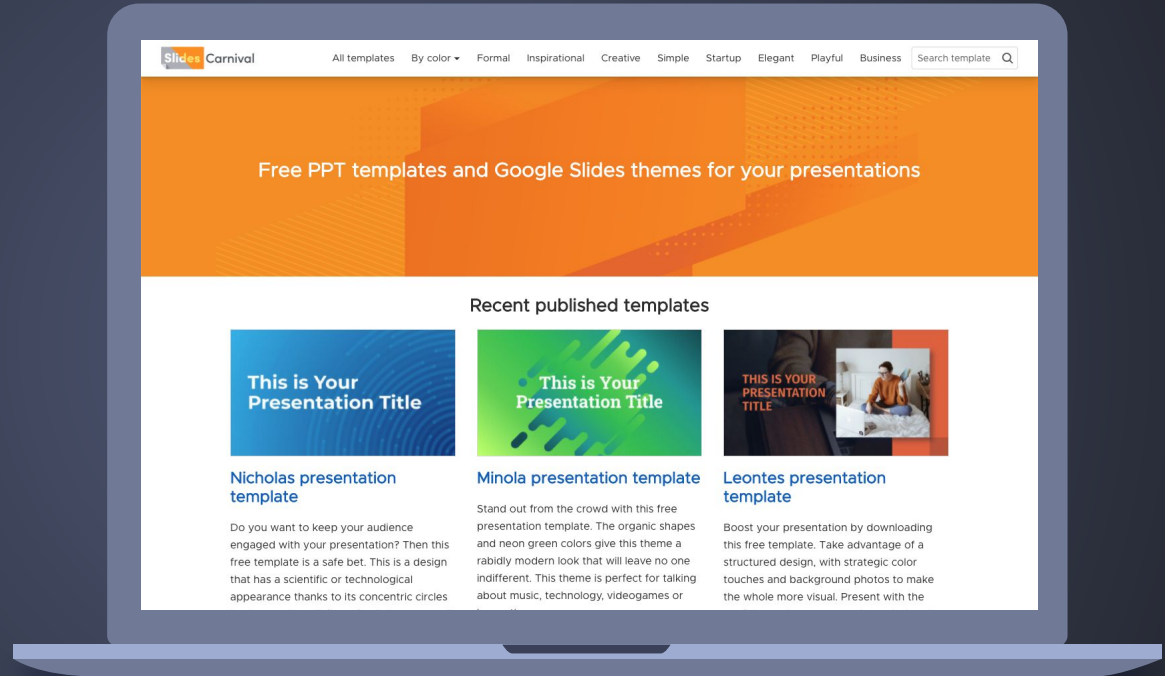 Slides Carnival
All templates By color Formal Inspirational Creative Simple Startup Elegant Playful Business Search template
Free PPT templates and Google Slides themes for your presentations
Recent published templates
This is Your
Presentation Title
This is Your
Presentation Title
THIS IS YOUR
PRESENTATION
TITLE
Nicholas presentation
template
Do you want to keep your audience
engaged with your presentation? Then this
free template is a safe bet. This is a design
that has a scientific or technological
appearance thanks to its concentric circles
Minola presentation template
Stand out from the crowd with this free
presentation template. The organic shapes
and neon green colors give this theme a
rabidly modern look that will leave no one
indifferent. This theme is perfect for talking
about music, technology, videogames or
Leontes presentation
template
Boost your presentation by downloading
this free template. Take advantage of a
structured design, with strategic color
touches and background photos to make
the whole more visual. Present with the